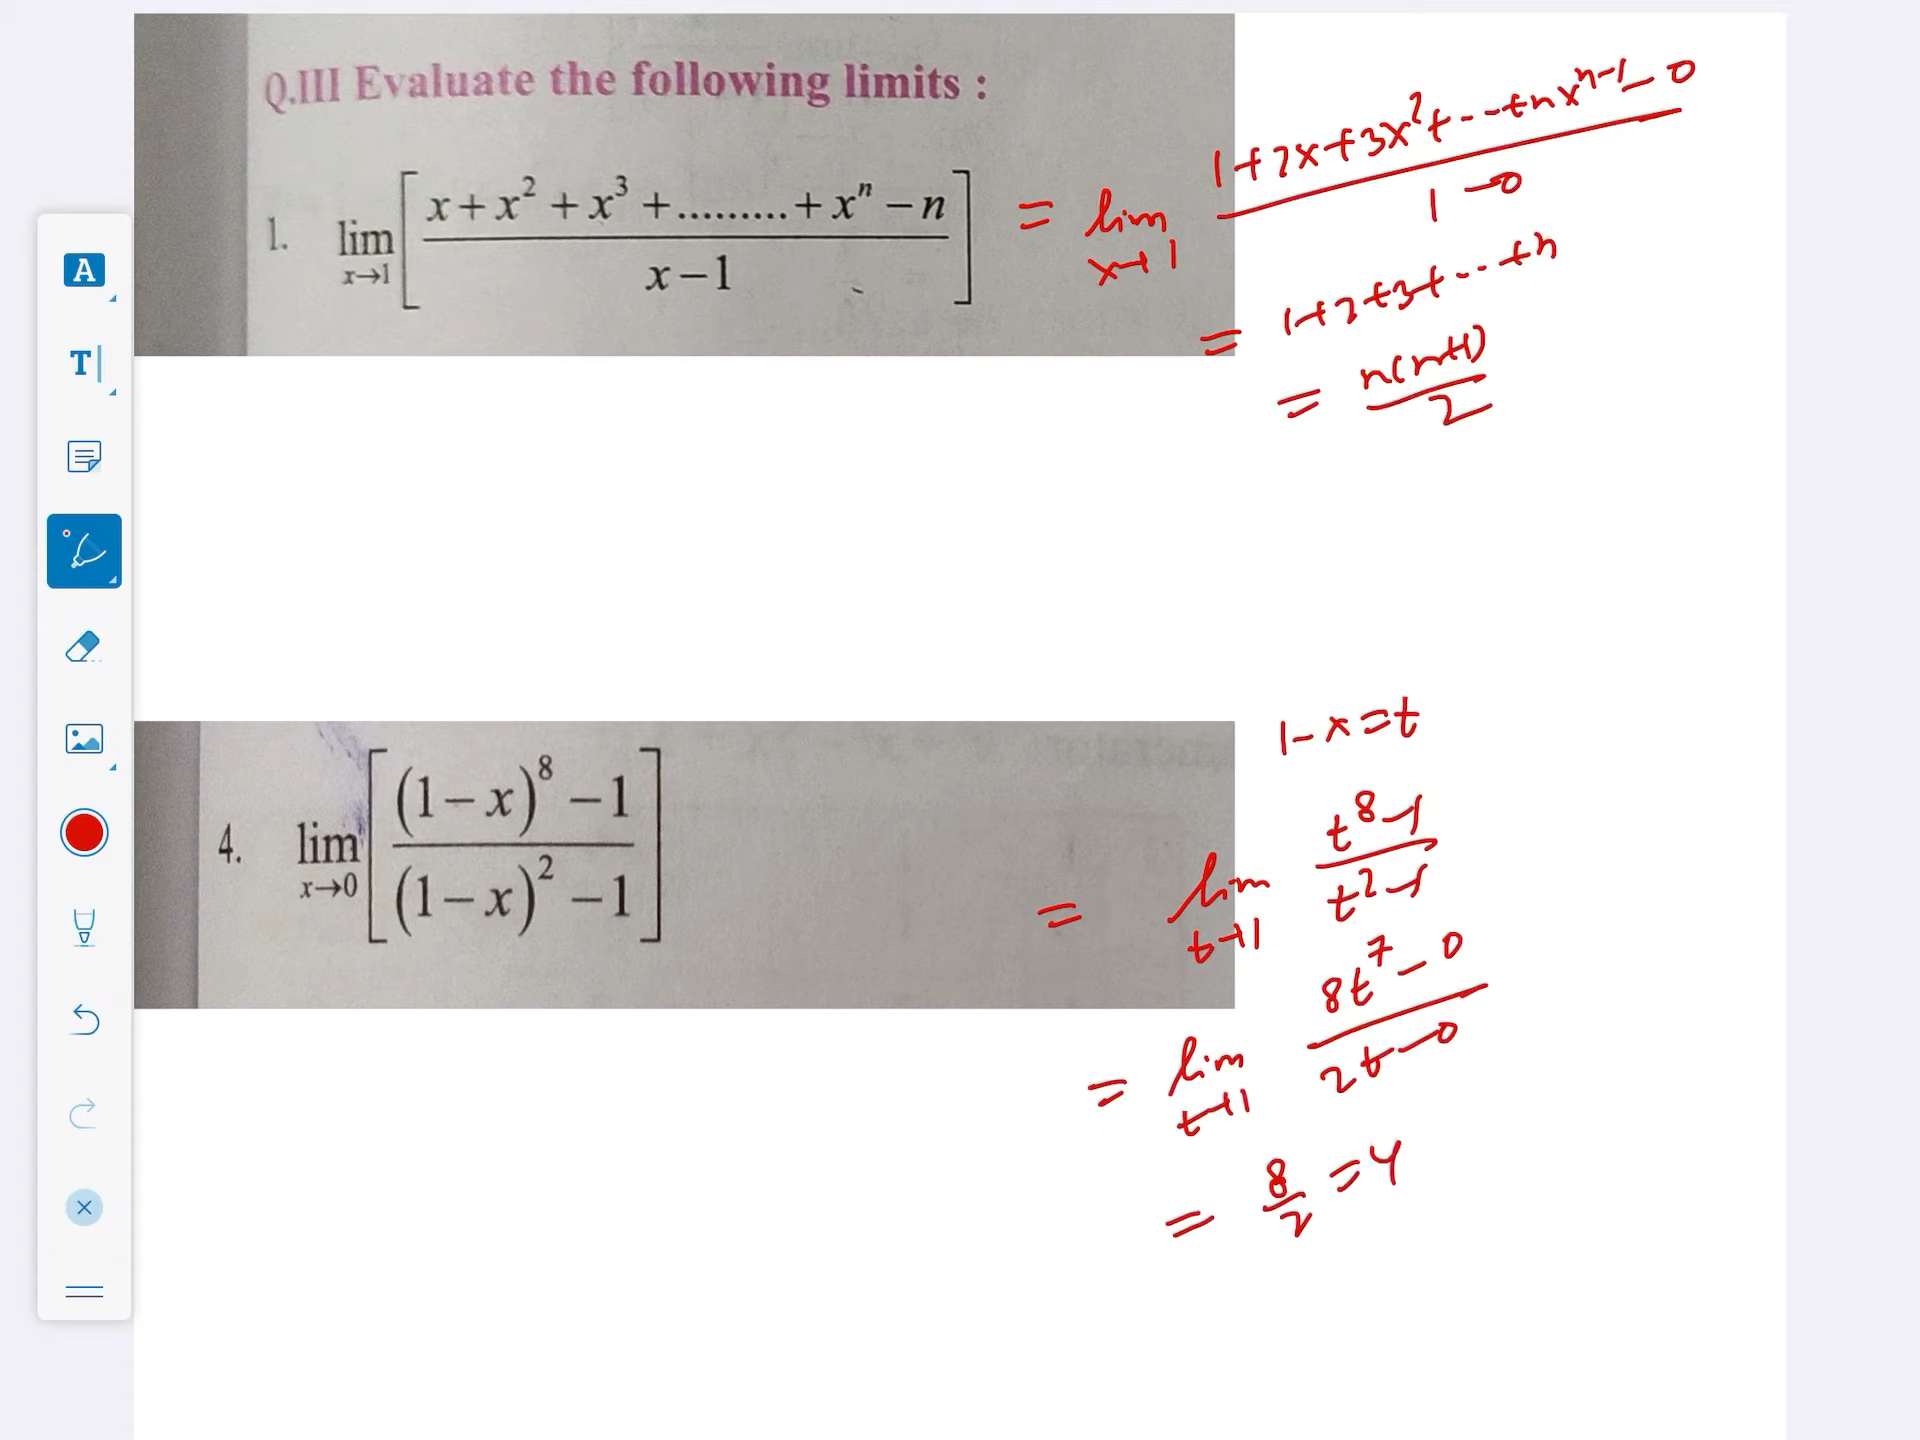 Q.III Evaluate the following limits :
1. lim x→1 [ (x + x² + x³ + ......... + xⁿ − n) / (x − 1) ]
= lim x→1 (1+2x+3x²+---+nxⁿ⁻¹−0) / (1−0)
= 1+2+3+---+n
= n(n+1) / 2
4. lim x→0 [ ((1−x)⁸ − 1) / ((1−x)² − 1) ]
1−x=t
= lim t→1 (t⁸−1) / (t²−1)
= lim t→1 (8t⁷−0) / (2t−0)
= 8/2 = 4
A
T